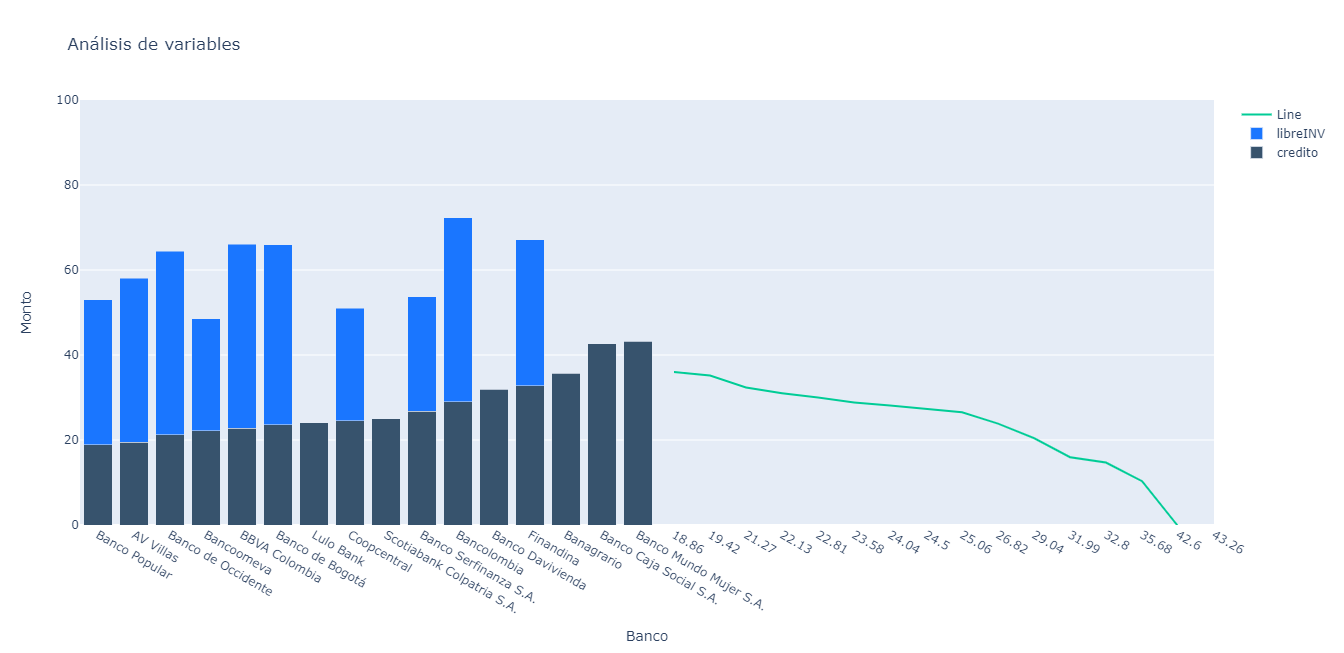 Análisis de variables
100
80
60
40
20
0
Monto
Line
libreINV
credito
Banco Popular
AV Villas
Banco de Occidente
Bancoomeva
BBVA Colombia
Banco de Bogotá
Lulo Bank
Coopcentral
Scotiabank Colpatria S.A.
Banco Serfinanza S.A.
Bancolombia
Banco Davivienda
Finandina
Banagrario
Banco Caja Social S.A.
Banco Mundo Mujer S.A.
18.86
19.42
21.27
22.13
22.81
23.58
24.04
24.5
25.06
26.82
29.04
31.99
32.8
35.68
42.6
43.26
Banco